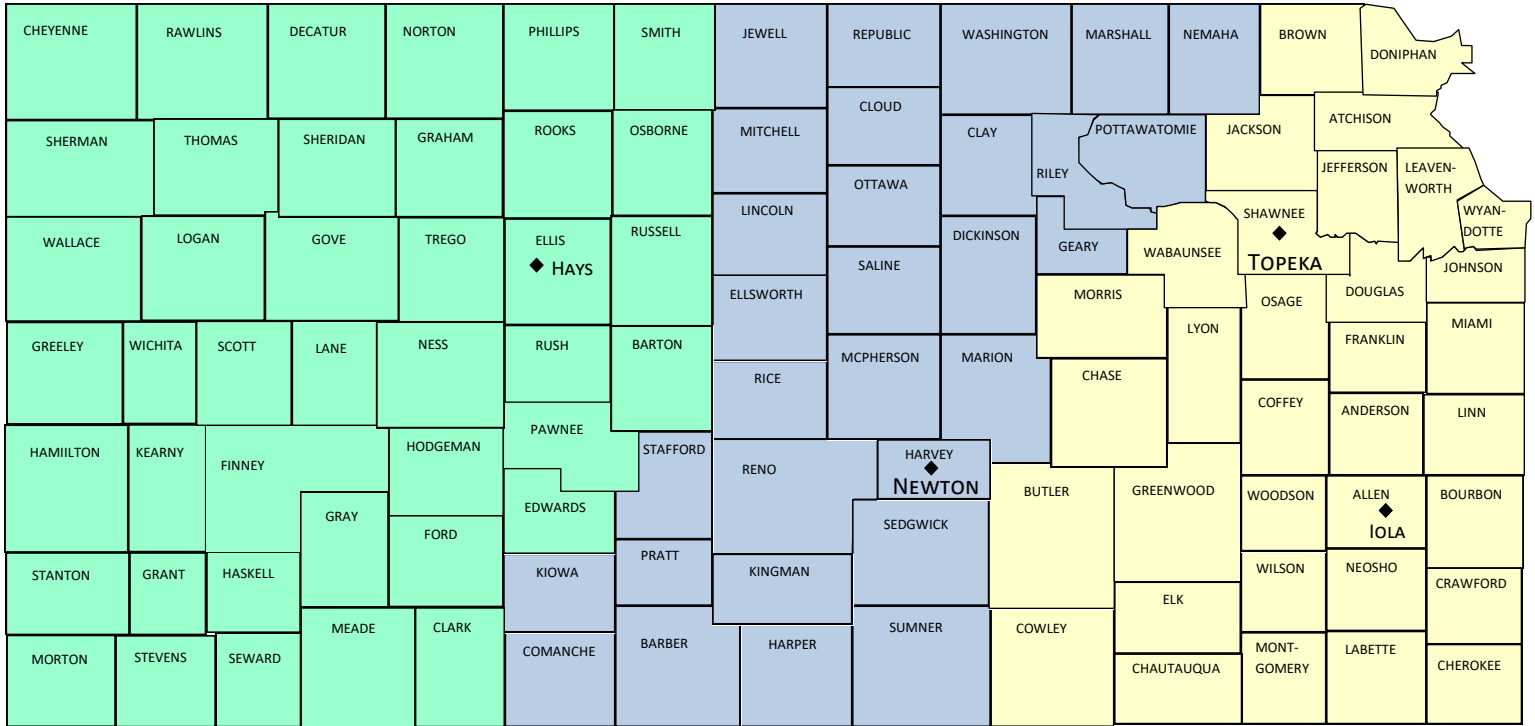 CHEYENNE
RAWLINS
DECATUR
NORTON
PHILLIPS
SMITH
JEWELL
REPUBLIC
WASHINGTON
MARSHALL
NEMAHA
BROWN
DONIPHAN
SHERMAN
THOMAS
SHERIDAN
GRAHAM
ROOKS
OSBORNE
MITCHELL
CLOUD
CLAY
RILEY
POTTAWATOMIE
JACKSON
ATCHISON
JEFFERSON
LEAVEN-
WORTH
WYAN-
DOTTE
WALLACE
LOGAN
GOVE
TREGO
ELLIS
HAYS
RUSSELL
LINCOLN
OTTAWA
SALINE
DICKINSON
GEARY
WABAUNSEE
SHAWNEE
TOPEKA
DOUGLAS
JOHNSON
GREELEY
WICHITA
SCOTT
LANE
NESS
RUSH
BARTON
ELLSWORTH
RICE
MCPHERSON
MARION
MORRIS
CHASE
LYON
OSAGE
FRANKLIN
MIAMI
HAMIILTON
KEARNY
FINNEY
HODGEMAN
PAWNEE
STAFFORD
RENO
HARVEY
NEWTON
BUTLER
GREENWOOD
COFFEY
ANDERSON
LINN
GRAY
FORD
EDWARDS
SEDGWICK
WOODSON
ALLEN
IOLA
BOURBON
STANTON
GRANT
HASKELL
KIOWA
PRATT
KINGMAN
ELK
WILSON
NEOSHO
CRAWFORD
MORTON
STEVENS
SEWARD
MEADE
CLARK
COMANCHE
BARBER
HARPER
SUMNER
COWLEY
CHAUTAUQUA
MONT-
GOMERY
LABETTE
CHEROKEE